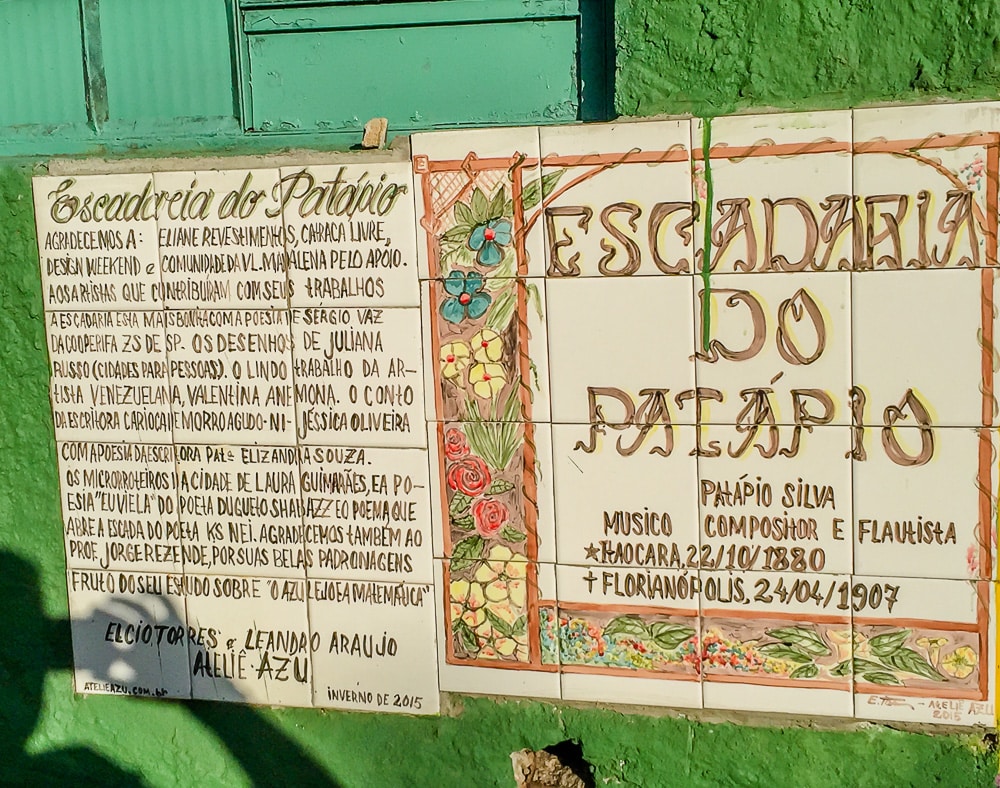 Escadareia do Patápio
AGRADECEMOS A: ELIANE REVESTIMENTOS, CATRACA LIVRE,
DESIGN WEEKEND e COMUNIDADE DA VL. MADALENA PELO APOIO.
AOS ARTISTAS QUE CONTRIBUIRAM COM SEUS TRABALHOS
A ESCADARIA ESTA MAIS BONITA COM A POESIA DE SÉRGIO VAZ
DA COOPERIFA ZS DE SP. OS DESENHOS DE JULIANA
RUSSO (CIDADES PARA PESSOAS). O LINDO TRABALHO DA AR-
TISTA VENEZUELANA, VALENTINA ANEMONA. O CONTO
DA ESCRITORA CARIOCA DE MORRO AGUDO-NI- JÉSSICA OLIVEIRA
COM A POESIA DA ESCRITORA PATª ELIZANDRA SOUZA.
OS MICRORROTEIROS DA CIDADE DE LAURA GUIMARÃES, E A PO-
ESIA "EU VIELA" DO POETA DUGUETO SHABAZZ E O POEMA QUE
ABRE A ESCADA DO POETA KS NEI. AGRADECEMOS TAMBÉM AO
PROF. JORGE REZENDE, POR SUAS BELAS PADRONAGENS
FRUTO DO SEU ESTUDO SOBRE "O AZULEJO E A MATEMÁTICA"
ELCIO TORRES e LEANDRO ARAUJO
ATELIÊ AZU
ATELIEAZU.COM.br
INVERNO DE 2015
ESCADARIA
DO
PATÁPIO
PATÁPIO SILVA
MUSICO COMPOSITOR E FLAUTISTA
ITAOCARA, 22/10/1880
FLORIANÓPOLIS, 24/04/1907
- ATELIÊ AZU
2015